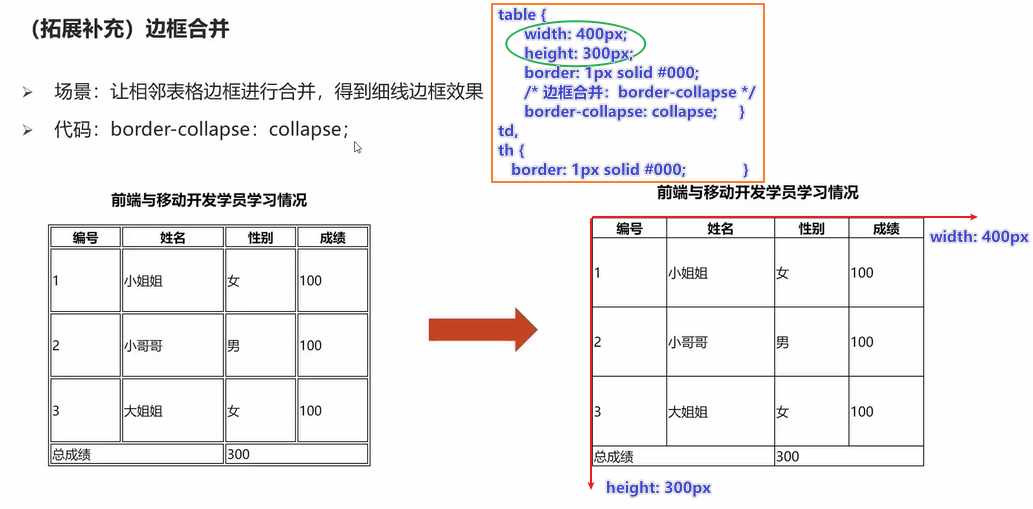 （拓展补充）边框合并
➢ 场景：让相邻表格边框进行合并，得到细线边框效果
➢ 代码：border-collapse：collapse；
table {
width: 400px;
height: 300px;
border: 1px solid #000;
/* 边框合并：border-collapse */
border-collapse: collapse; }
td,
th {
border: 1px solid #000; }
前端与移动开发学员学习情况
编号 姓名 性别 成绩
1 小姐姐 女 100
2 小哥哥 男 100
3 大姐姐 女 100
总成绩 300
前端与移动开发学员学习情况
编号 姓名 性别 成绩
1 小姐姐 女 100
2 小哥哥 男 100
3 大姐姐 女 100
总成绩 300
width: 400px
height: 300px